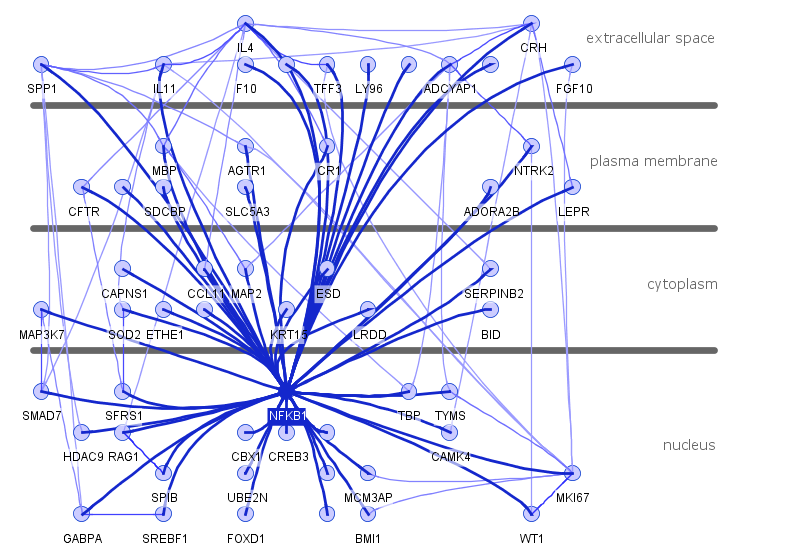 IL4
CRH
extracellular space
SPP1
IL11
F10
TFF3
LY96
ADCYAP1
FGF10
MBP
AGTR1
CR1
NTRK2
plasma membrane
CFTR
SDCBP
SLC5A3
ADORA2B
LEPR
CAPNS1
CCL11
MAP2
ESD
SERPINB2
cytoplasm
MAP3K7
SOD2
ETHE1
KRT15
LRDD
BID
SMAD7
SFRS1
NFKB1
TBP
TYMS
HDAC9
RAG1
CBX1
CREB3
CAMK4
nucleus
SPIB
UBE2N
MCM3AP
MKI67
GABPA
SREBF1
FOXD1
BMI1
WT1